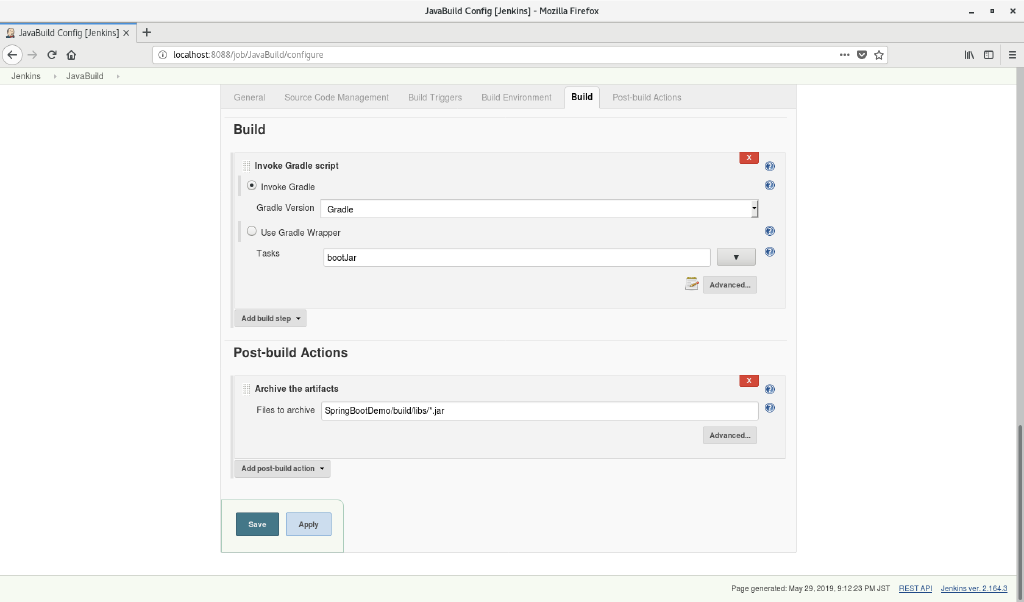 JavaBuild Config [Jenkins] - Mozilla Firefox
JavaBuild Config [Jenkins] ×
localhost:8088/job/JavaBuild/configure
Jenkins › JavaBuild ›
General Source Code Management Build Triggers Build Environment Build Post-build Actions
Build
X
Invoke Gradle script
Invoke Gradle
Gradle Version Gradle
Use Gradle Wrapper
Tasks bootJar
Advanced...
Add build step
Post-build Actions
X
Archive the artifacts
Files to archive SpringBootDemo/build/libs/*.jar
Advanced...
Add post-build action
Save Apply
Page generated: May 29, 2019, 9:12:23 PM JST REST API Jenkins ver. 2.164.3